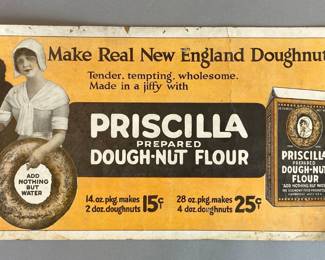 Make Real New England Doughnut
Tender, tempting, wholesome.
Made in a jiffy with
PRISCILLA
PREPARED
DOUGH-NUT FLOUR
14 oz. pkg. makes
2 doz. doughnuts 15¢
28 oz. pkg. makes
4 doz. doughnuts 25¢
ADD
NOTHING
BUT
WATER
PRISCILLA
PREPARED
DOUGH-NUT
FLOUR
"ADD NOTHING BUT WATER"